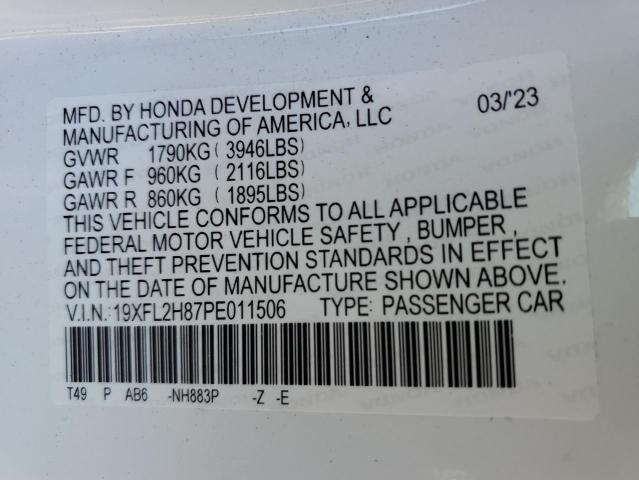 MFD. BY HONDA DEVELOPMENT & 03/'23
MANUFACTURING OF AMERICA, LLC
GVWR 1790KG ( 3946LBS)
GAWR F 960KG ( 2116LBS)
GAWR R 860KG ( 1895LBS)
THIS VEHICLE CONFORMS TO ALL APPLICABLE
FEDERAL MOTOR VEHICLE SAFETY , BUMPER ,
AND THEFT PREVENTION STANDARDS IN EFFECT
ON THE DATE OF MANUFACTURE SHOWN ABOVE.
V.I.N.:19XFL2H87PE011506 TYPE: PASSENGER CAR
T49 P AB6 -NH883P -Z -E